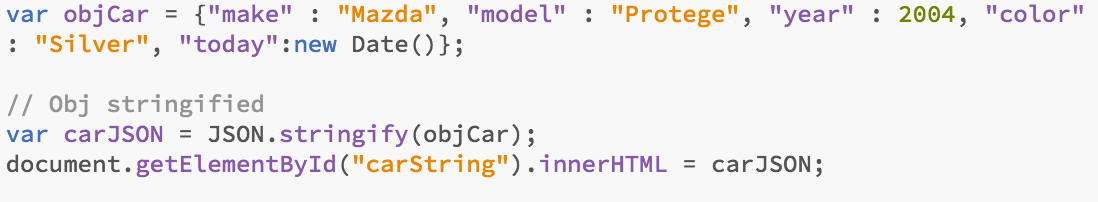 var objCar = {"make" : "Mazda", "model" : "Protege", "year" : 2004, "color"
: "Silver", "today":new Date()};
// Obj stringified
var carJSON = JSON.stringify(objCar);
document.getElementById("carString").innerHTML = carJSON;